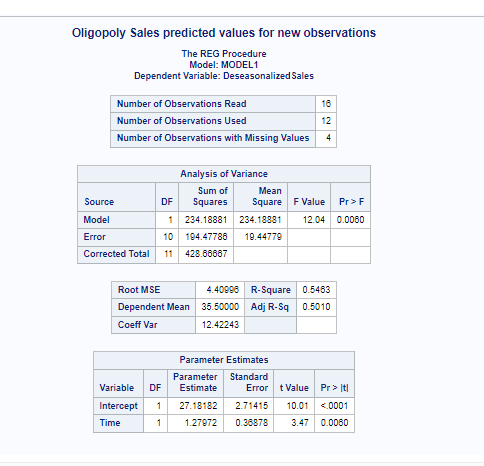 Oligopoly Sales predicted values for new observations
The REG Procedure
Model: MODEL1
Dependent Variable: DeseasonalizedSales
Number of Observations Read 16
Number of Observations Used 12
Number of Observations with Missing Values 4
Analysis of Variance
Source DF Sum of Squares Mean Square F Value Pr > F
Model 1 234.18881 234.18881 12.04 0.0060
Error 10 194.47786 19.44779
Corrected Total 11 428.66667
Root MSE 4.40996 R-Square 0.5463
Dependent Mean 35.50000 Adj R-Sq 0.5010
Coeff Var 12.42243
Parameter Estimates
Variable DF Parameter Estimate Standard Error t Value Pr > |t|
Intercept 1 27.18182 2.71415 10.01 <.0001
Time 1 1.27972 0.36878 3.47 0.0060